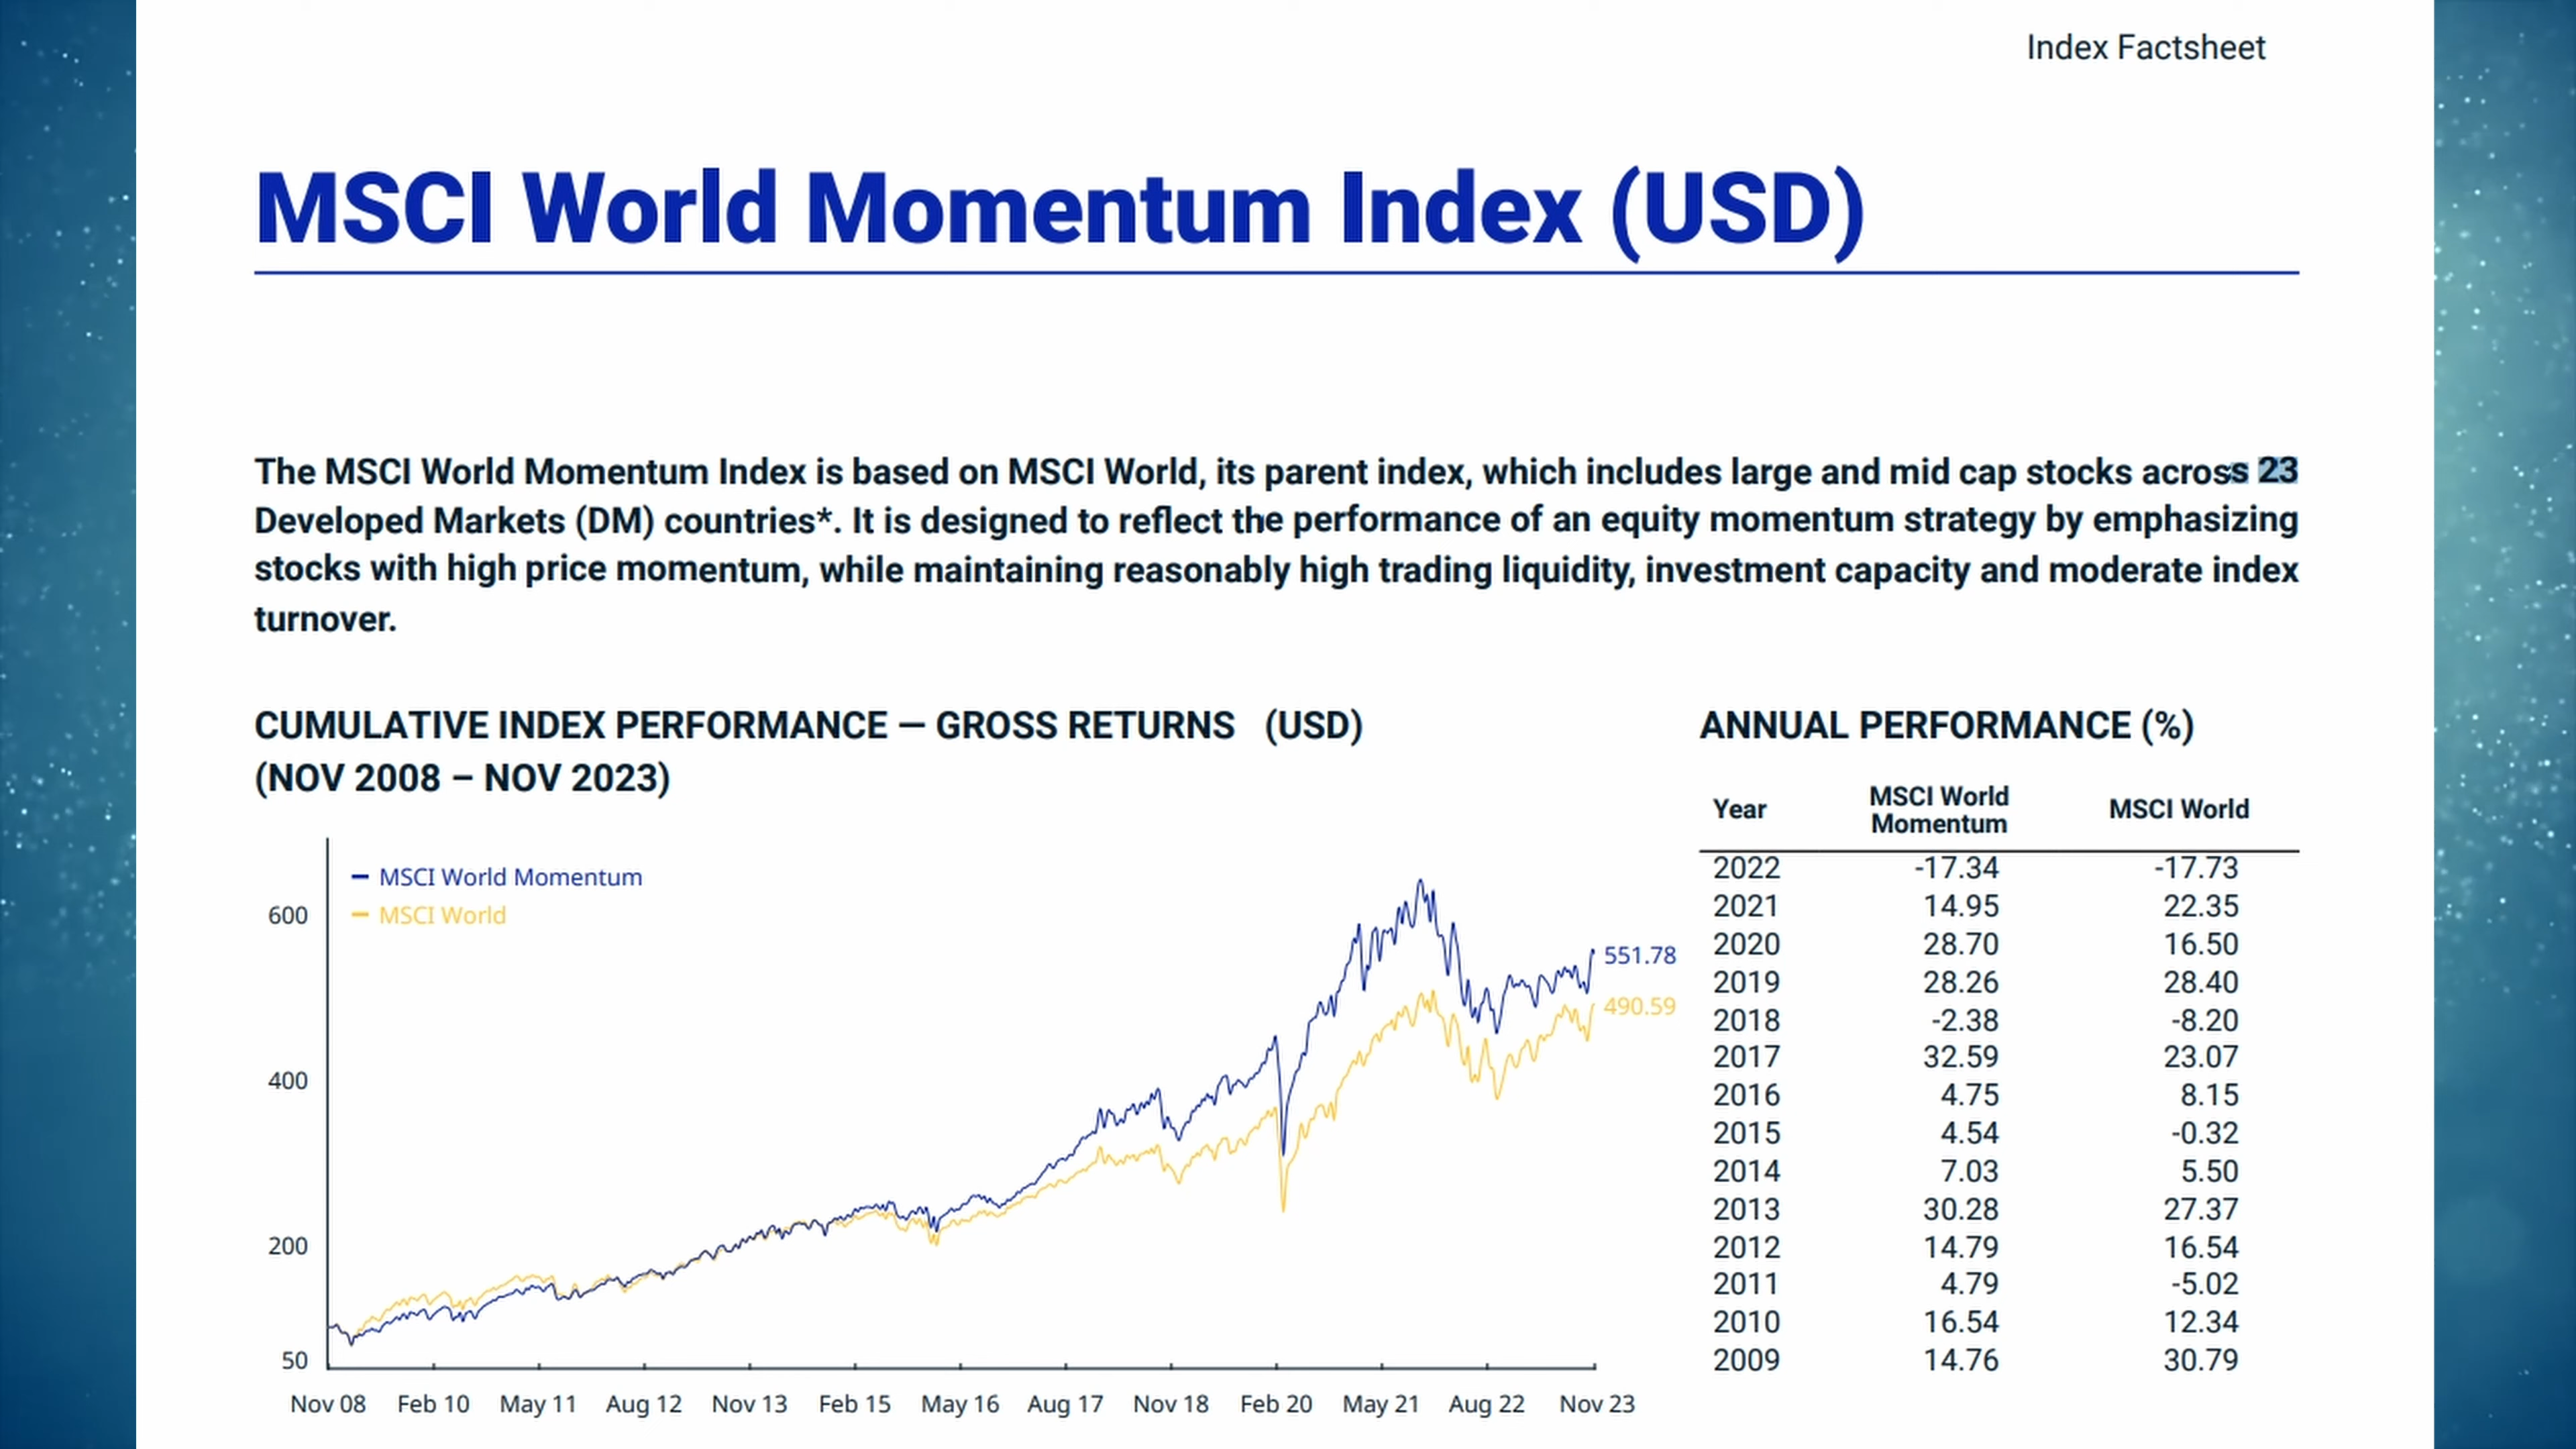 Index Factsheet
MSCI World Momentum Index (USD)
The MSCI World Momentum Index is based on MSCI World, its parent index, which includes large and mid cap stocks across 23
Developed Markets (DM) countries*. It is designed to reflect the performance of an equity momentum strategy by emphasizing
stocks with high price momentum, while maintaining reasonably high trading liquidity, investment capacity and moderate index
turnover.
CUMULATIVE INDEX PERFORMANCE — GROSS RETURNS (USD)
(NOV 2008 – NOV 2023)
MSCI World Momentum
MSCI World
600
400
200
50
551.78
490.59
Nov 08 Feb 10 May 11 Aug 12 Nov 13 Feb 15 May 16 Aug 17 Nov 18 Feb 20 May 21 Aug 22 Nov 23
ANNUAL PERFORMANCE (%)
Year MSCI World Momentum MSCI World
2022 -17.34 -17.73
2021 14.95 22.35
2020 28.70 16.50
2019 28.26 28.40
2018 -2.38 -8.20
2017 32.59 23.07
2016 4.75 8.15
2015 4.54 -0.32
2014 7.03 5.50
2013 30.28 27.37
2012 14.79 16.54
2011 4.79 -5.02
2010 16.54 12.34
2009 14.76 30.79